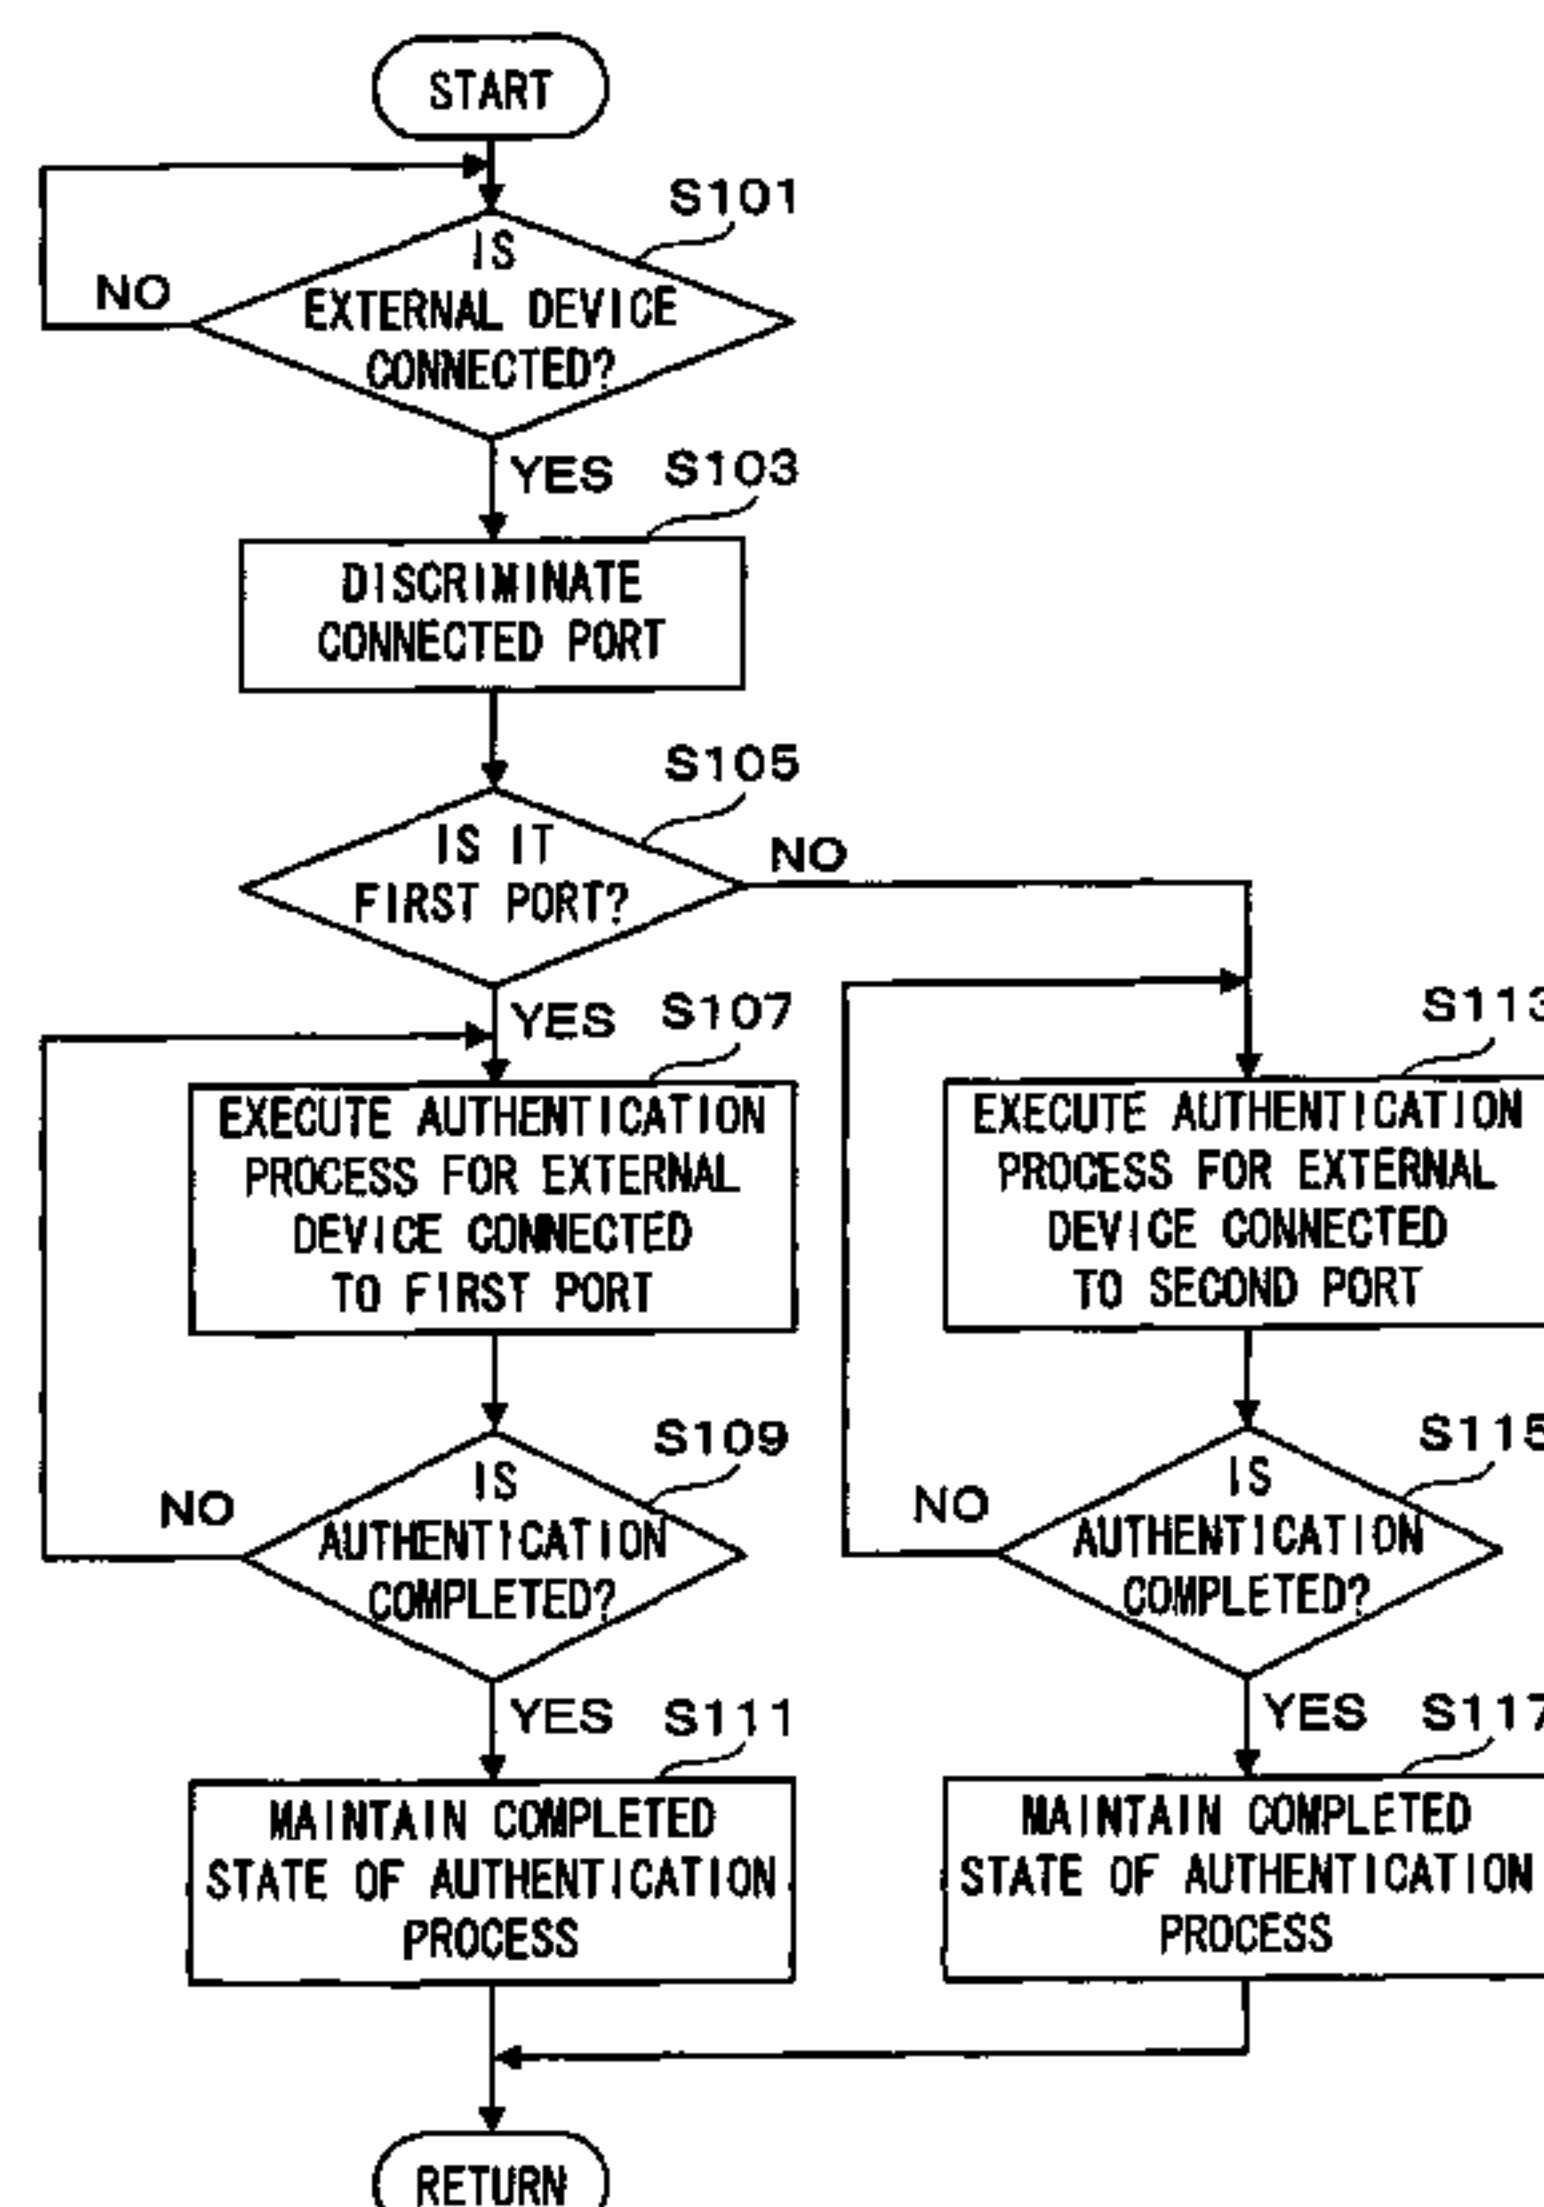 START
S101
IS
EXTERNAL DEVICE
CONNECTED?
NO
YES
S103
DISCRIMINATE
CONNECTED PORT
S105
IS IT
FIRST PORT?
NO
YES
S107
EXECUTE AUTHENTICATION
PROCESS FOR EXTERNAL
DEVICE CONNECTED
TO FIRST PORT
S109
IS
AUTHENTICATION
COMPLETED?
NO
YES
S111
MAINTAIN COMPLETED
STATE OF AUTHENTICATION
PROCESS
S113
EXECUTE AUTHENTICATION
PROCESS FOR EXTERNAL
DEVICE CONNECTED
TO SECOND PORT
S115
IS
AUTHENTICATION
COMPLETED?
NO
YES
S117
MAINTAIN COMPLETED
STATE OF AUTHENTICATION
PROCESS
RETURN